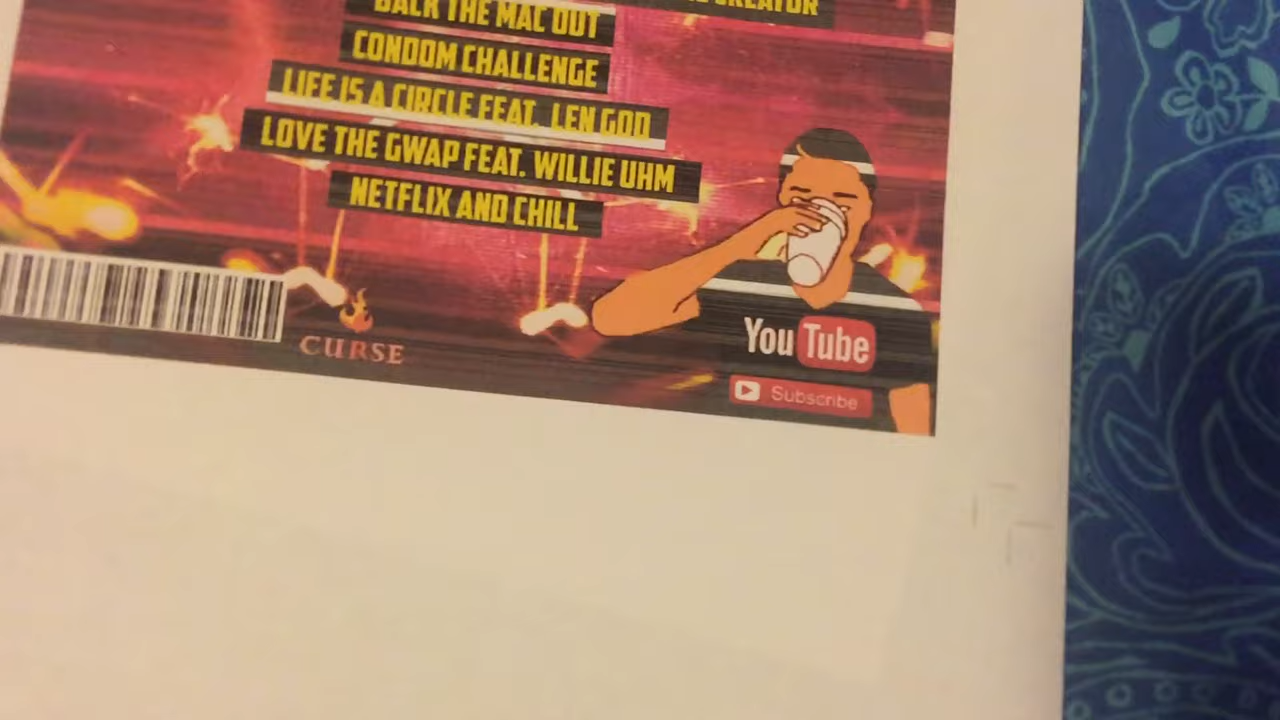 CREATOR
BACK THE MAC OUT
CONDOM CHALLENGE
LIFE IS A CIRCLE FEAT. LEN GOD
LOVE THE GWAP FEAT. WILLIE UHM
NETFLIX AND CHILL
CURSE
YouTube
Subscribe